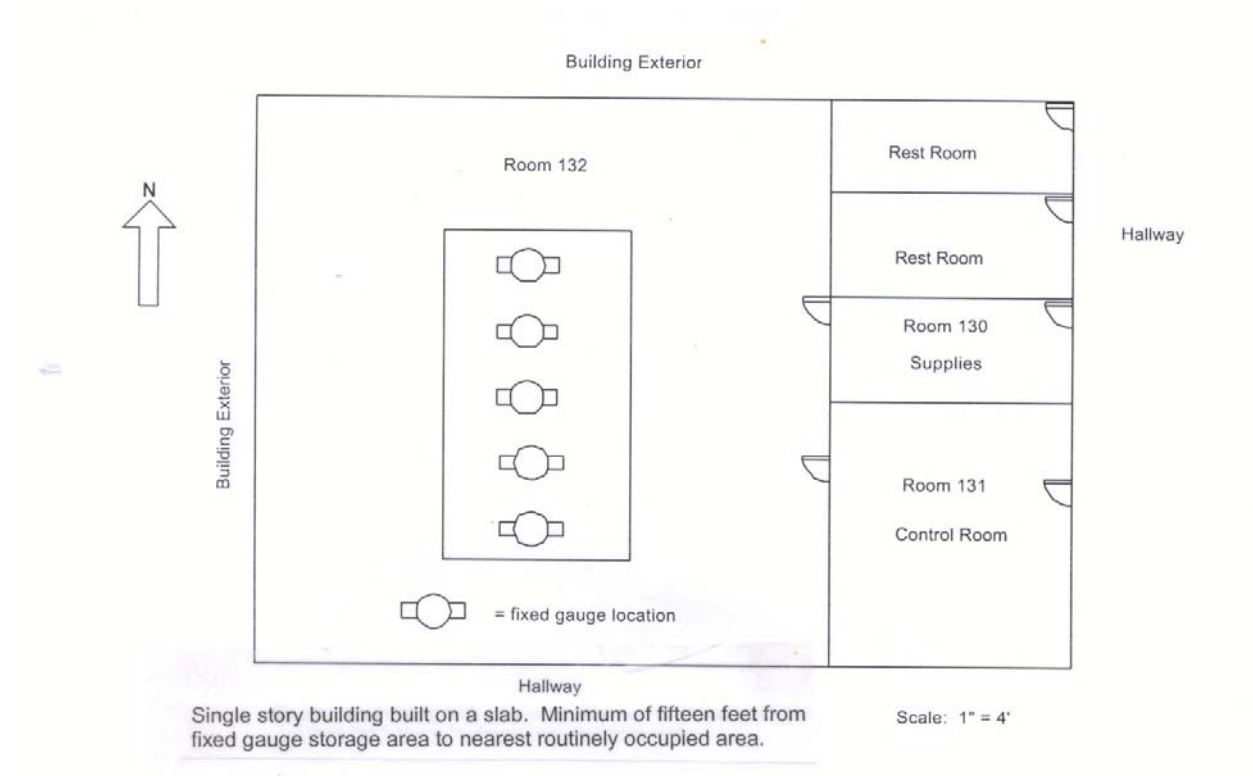 Building Exterior
Room 132
Rest Room
N
Hallway
Rest Room
Room 130
Supplies
Building Exterior
Room 131
Control Room
= fixed gauge location
Hallway
Single story building built on a slab. Minimum of fifteen feet from
fixed gauge storage area to nearest routinely occupied area.
Scale: 1" = 4'